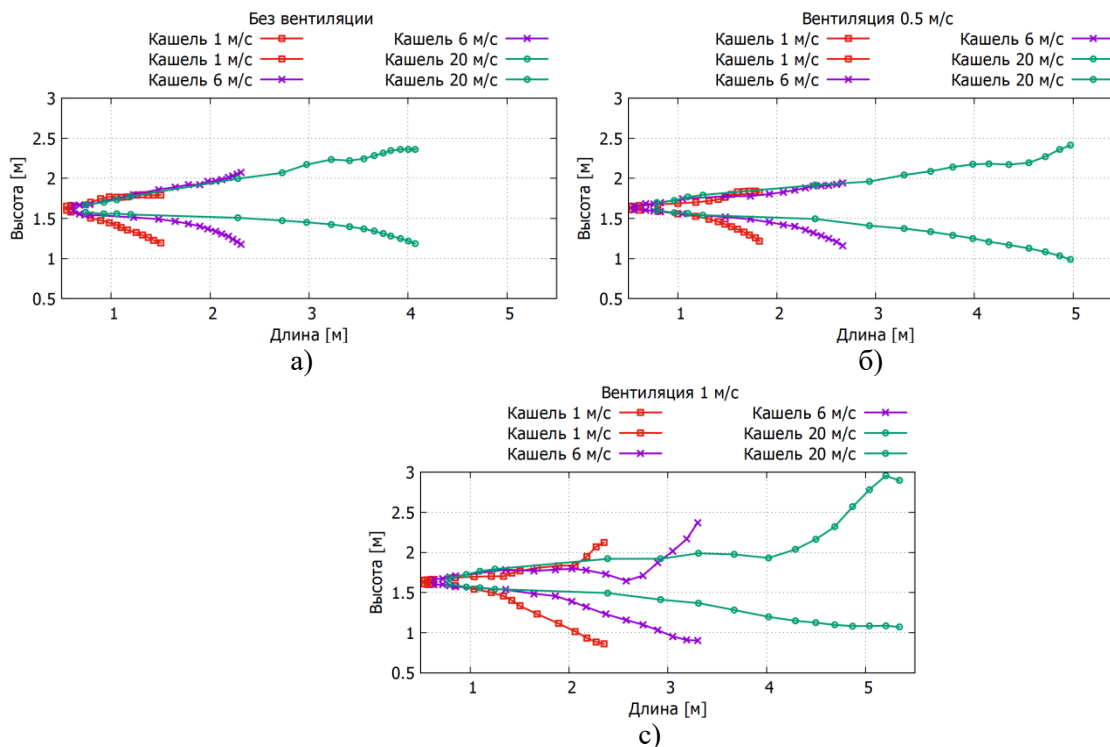 Без вентиляции
Кашель 1 м/с
Кашель 1 м/с
Кашель 6 м/с
Кашель 6 м/с
Кашель 20 м/с
Кашель 20 м/с
Высота [м]
3
2.5
2
1.5
1
0.5
1 2 3 4 5
Длина [м]
а)
Вентиляция 0.5 м/с
Кашель 1 м/с
Кашель 1 м/с
Кашель 6 м/с
Кашель 6 м/с
Кашель 20 м/с
Кашель 20 м/с
Высота [м]
3
2.5
2
1.5
1
0.5
1 2 3 4 5
Длина [м]
б)
Вентиляция 1 м/с
Кашель 1 м/с
Кашель 1 м/с
Кашель 6 м/с
Кашель 6 м/с
Кашель 20 м/с
Кашель 20 м/с
Высота [м]
3
2.5
2
1.5
1
0.5
1 2 3 4 5
Длина [м]
с)